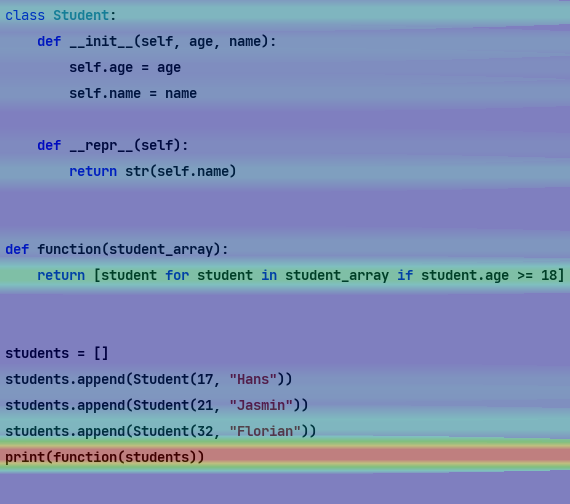 class Student:
    def __init__(self, age, name):
        self.age = age
        self.name = name
    def __repr__(self):
        return str(self.name)
def function(student_array):
    return [student for student in student_array if student.age >= 18]
students = []
students.append(Student(17, "Hans"))
students.append(Student(21, "Jasmin"))
students.append(Student(32, "Florian"))
print(function(students))